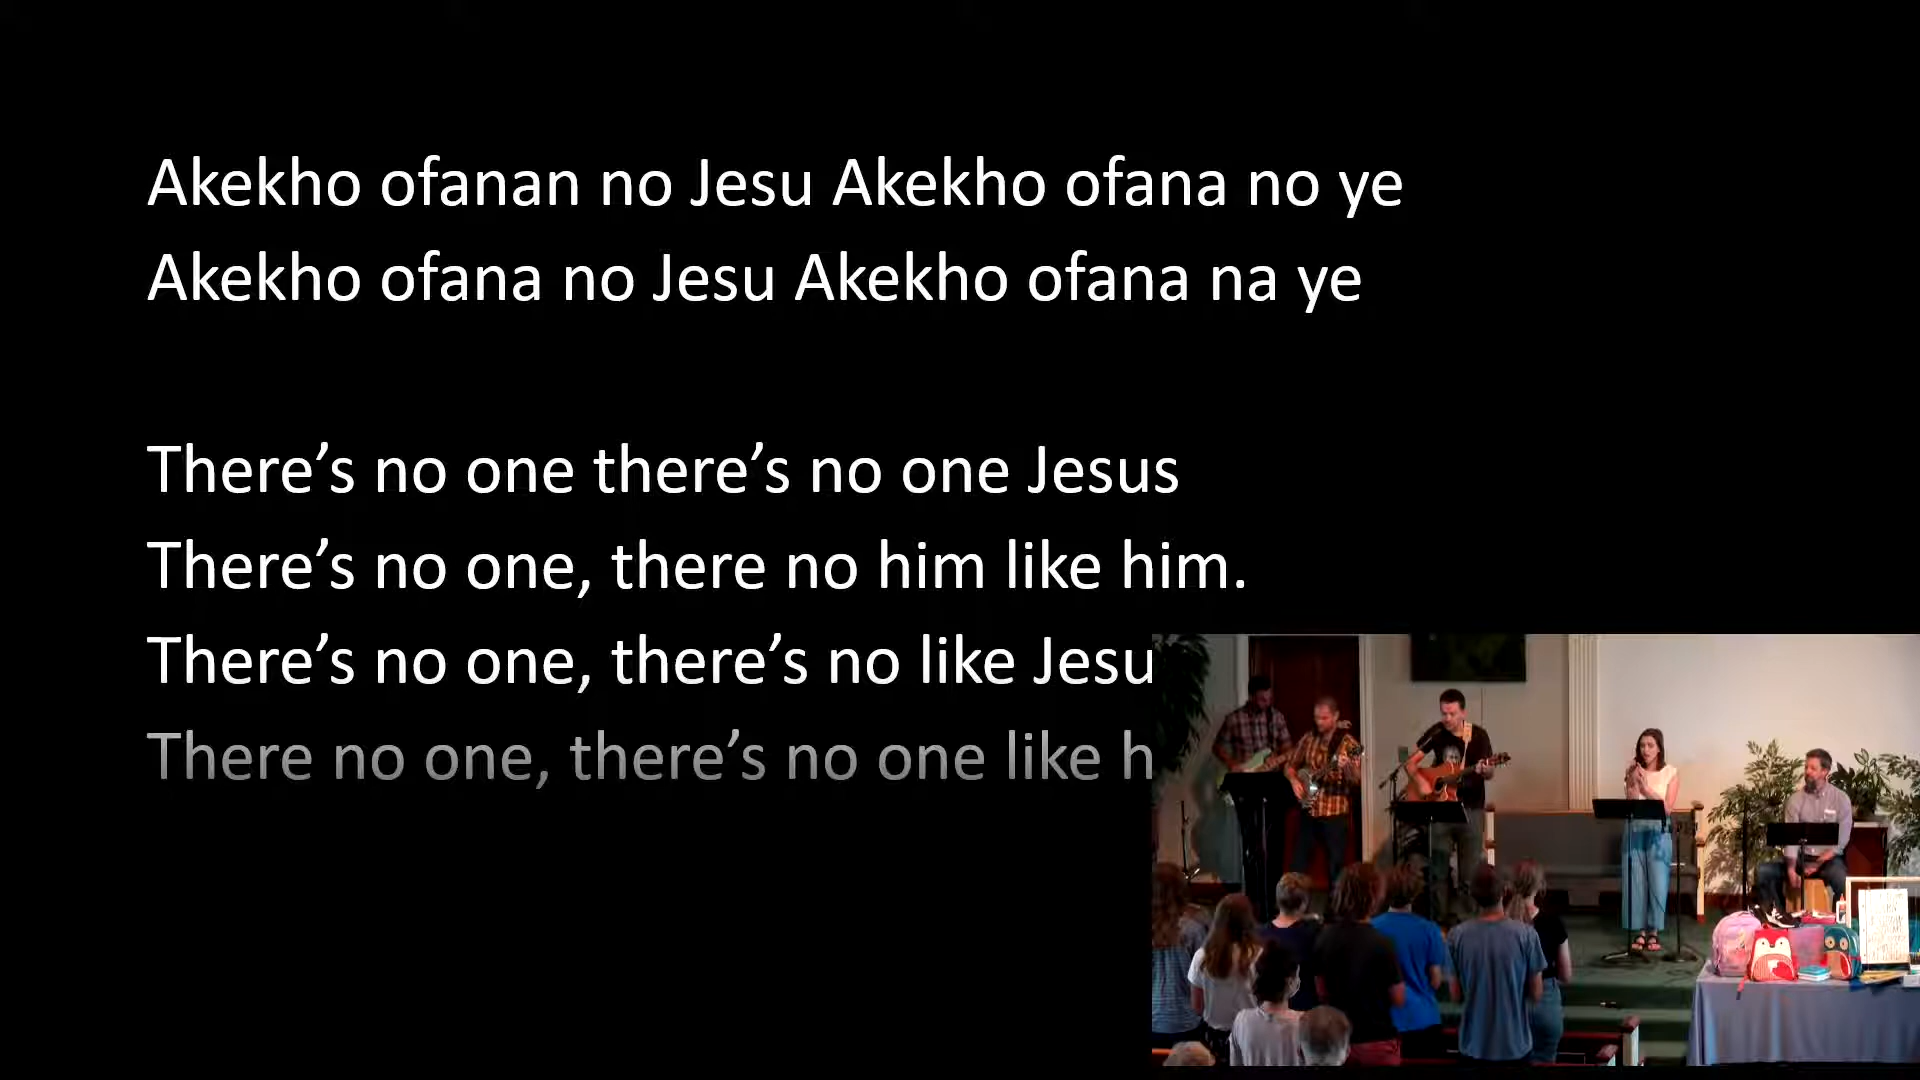 Akekho ofanan no Jesu Akekho ofana no ye
Akekho ofana no Jesu Akekho ofana na ye
There’s no one there’s no one Jesus
There’s no one, there no him like him.
There’s no one, there’s no like Jesu
There no one, there’s no one like h